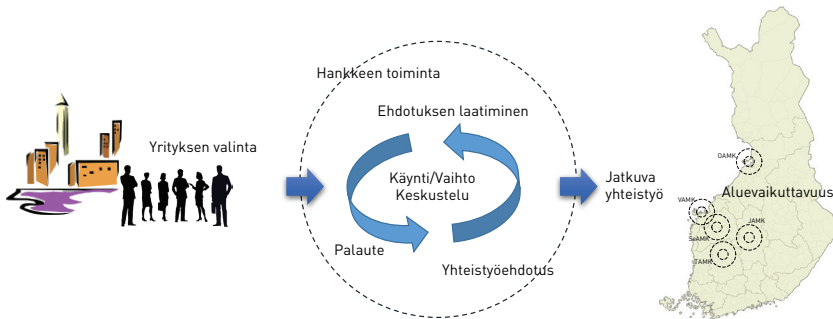 Hankkeen toiminta
Ehdotuksen laatiminen
Yrityksen valinta
Käynti/Vaihto
Keskustelu
Palaute
Yhteistyöehdotus
Jatkuva
yhteistyö
OAMK
Aluevaikuttavuus
VAMK
JAMK
SeAMK
TAMK